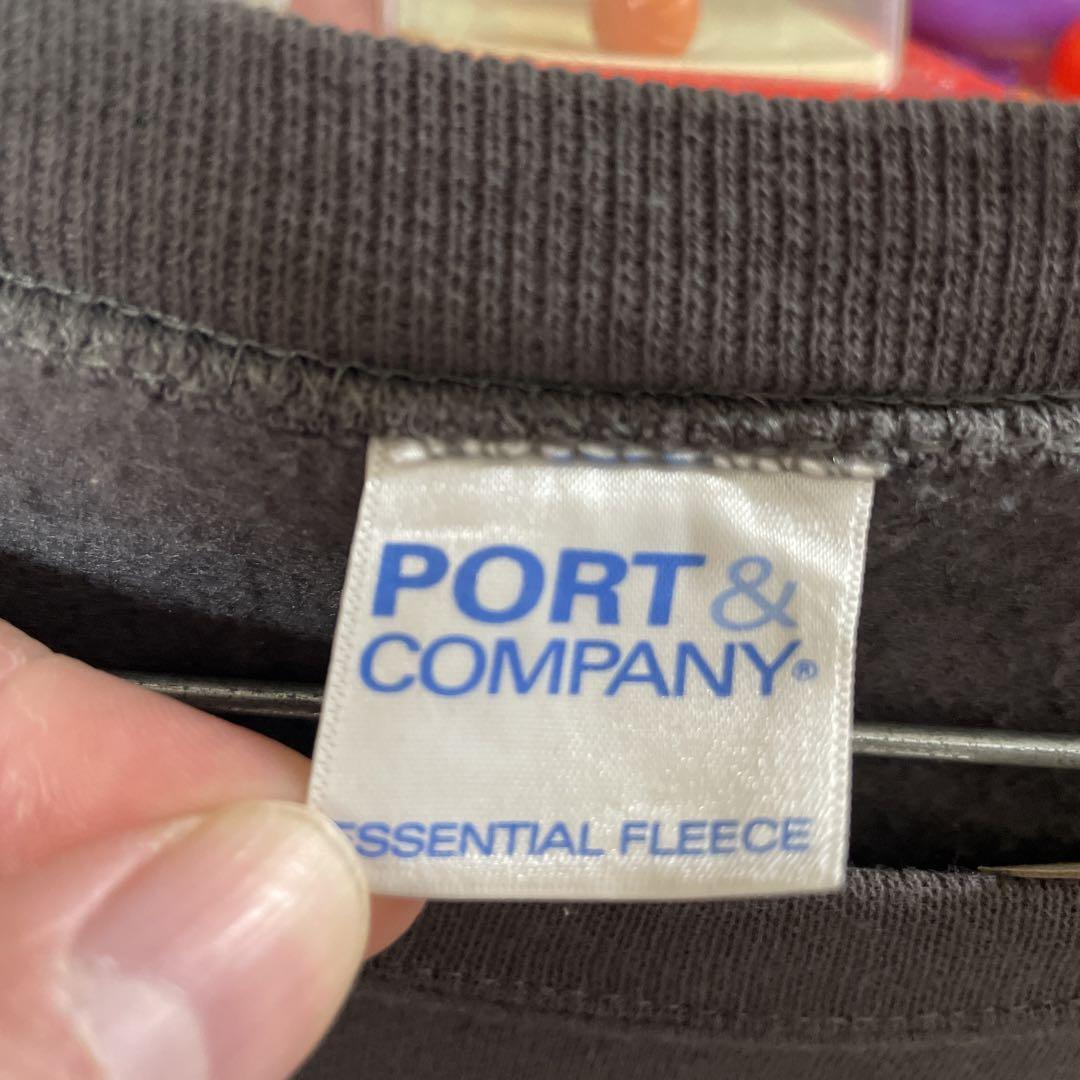 PORT &
COMPANY®
ESSENTIAL FLEECE